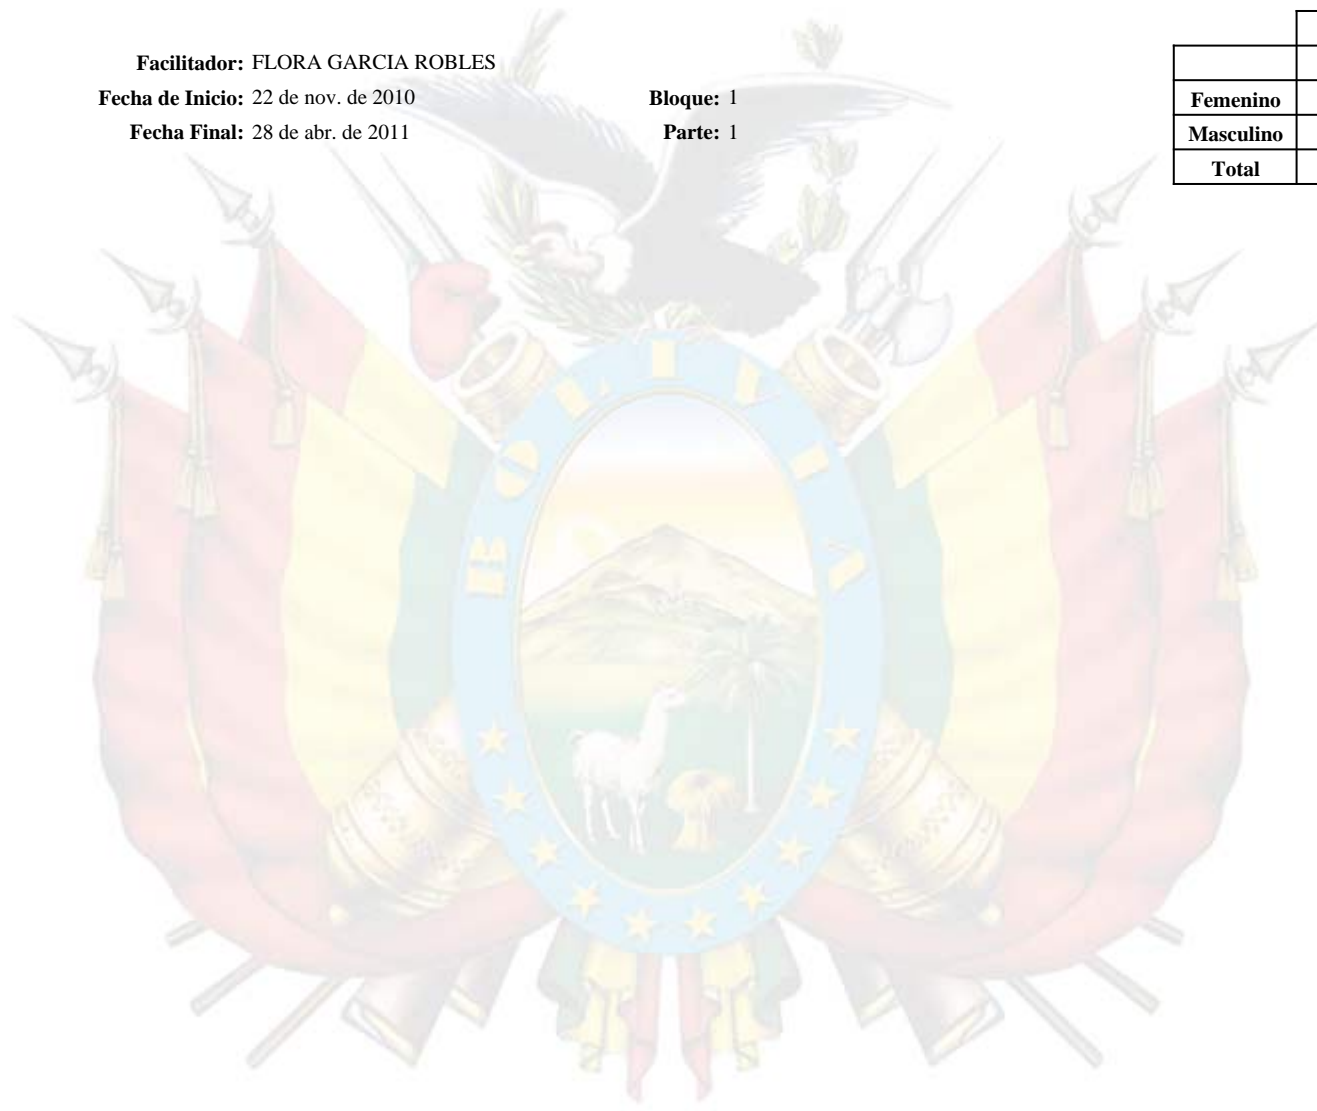 Facilitador: FLORA GARCIA ROBLES
Fecha de Inicio: 22 de nov. de 2010 Bloque: 1
Fecha Final: 28 de abr. de 2011 Parte: 1
Femenino
Masculino
Total
BOLIVIA